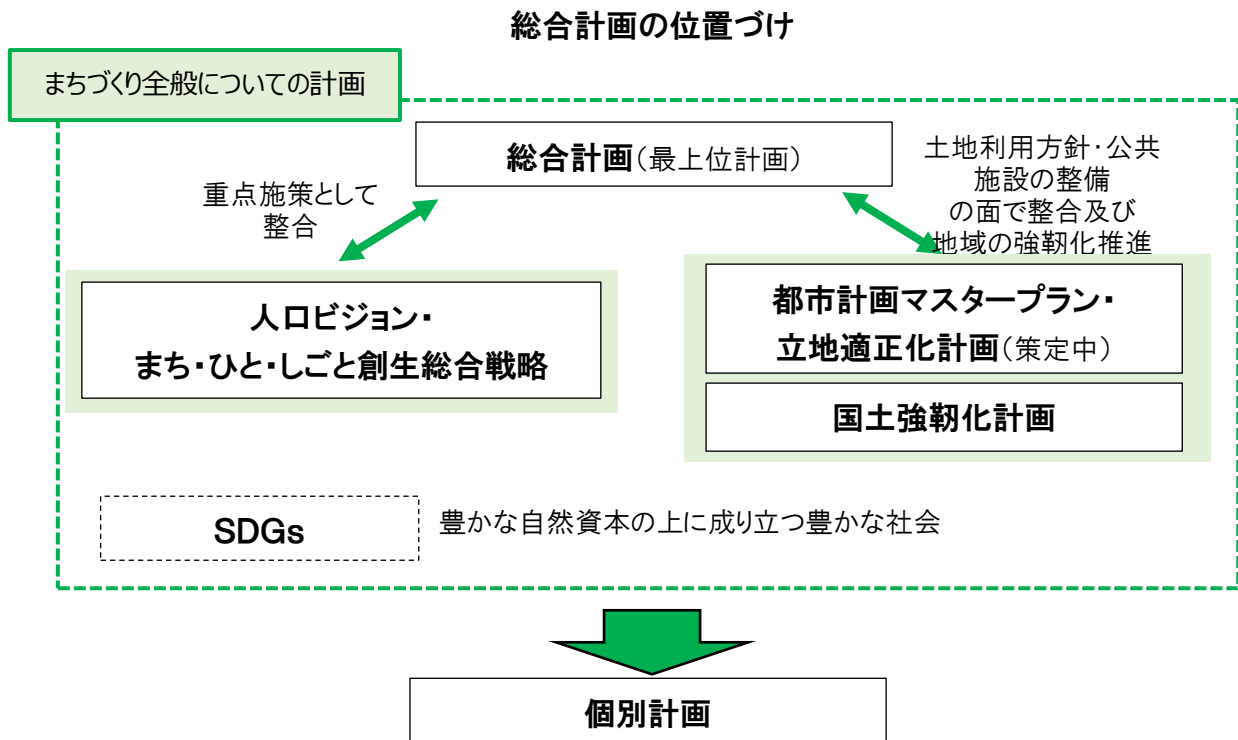 総合計画の位置づけ
まちづくり全般についての計画
総合計画（最上位計画）
重点施策として
整合
土地利用方針・公共
施設の整備
の面で整合及び
地域の強靭化推進
人口ビジョン・
まち・ひと・しごと創生総合戦略
都市計画マスタープラン・
立地適正化計画（策定中）
国土強靭化計画
SDGs
豊かな自然資本の上に成り立つ豊かな社会
個別計画